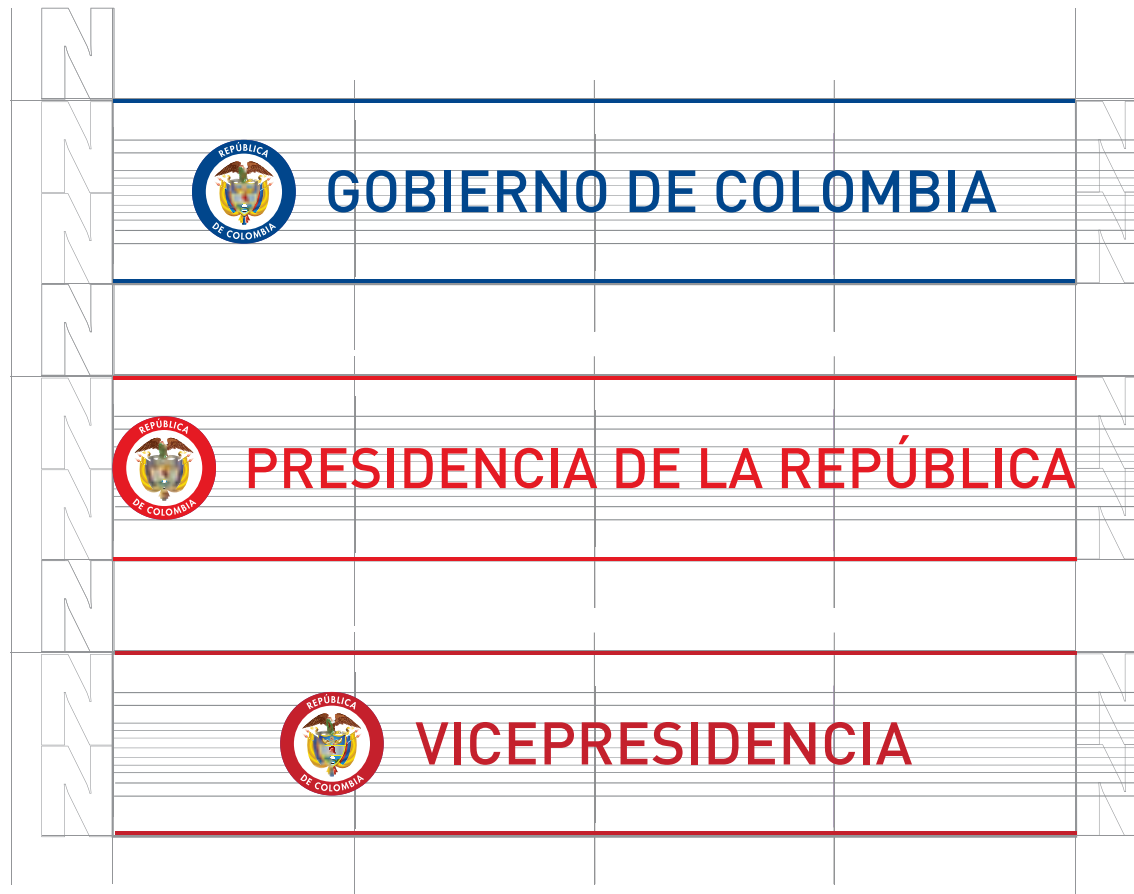 REPÚBLICA
DE COLOMBIA
GOBIERNO DE COLOMBIA
REPÚBLICA
DE COLOMBIA
PRESIDENCIA DE LA REPÚBLICA
REPÚBLICA
DE COLOMBIA
VICEPRESIDENCIA